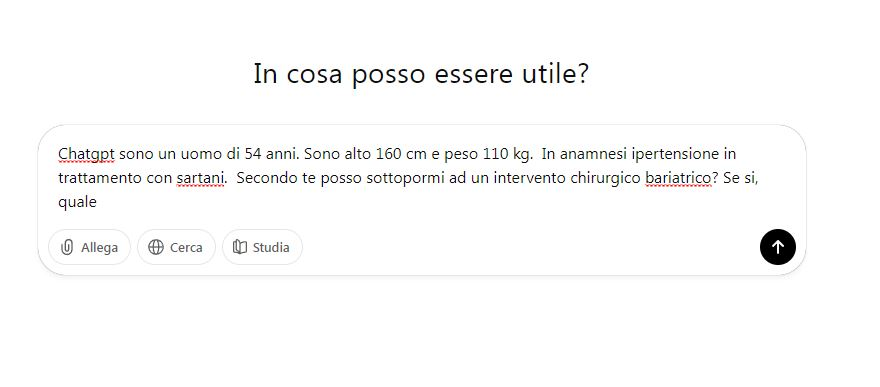 In cosa posso essere utile?
Chatgpt sono un uomo di 54 anni. Sono alto 160 cm e peso 110 kg.  In anamnesi ipertensione in
trattamento con sartani.  Secondo te posso sottopormi ad un intervento chirurgico bariatrico? Se si,
quale
Allega Cerca Studia